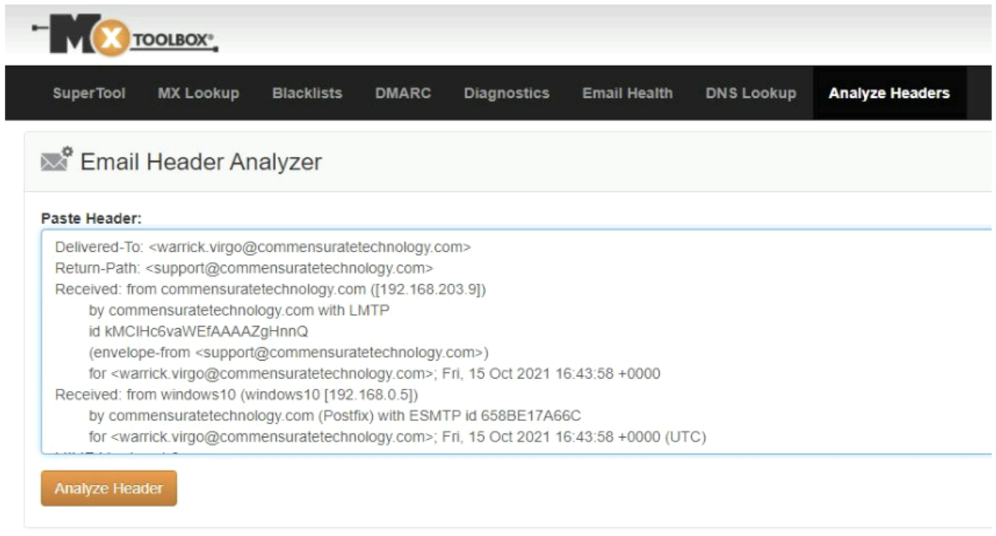 MX TOOLBOX®
SuperTool MX Lookup Blacklists DMARC Diagnostics Email Health DNS Lookup Analyze Headers
Email Header Analyzer
Paste Header:
Delivered-To: <warrick.virgo@commensuratetechnology.com>
Return-Path: <support@commensuratetechnology.com>
Received: from commensuratetechnology.com ([192.168.203.9])
by commensuratetechnology.com with LMTP
id kMClHc6vaWEfAAAAZgHnnQ
(envelope-from <support@commensuratetechnology.com>)
for <warrick.virgo@commensuratetechnology.com>; Fri, 15 Oct 2021 16:43:58 +0000
Received: from windows10 (windows10 [192.168.0.5])
by commensuratetechnology.com (Postfix) with ESMTP id 658BE17A66C
for <warrick.virgo@commensuratetechnology.com>; Fri, 15 Oct 2021 16:43:58 +0000 (UTC)
Analyze Header